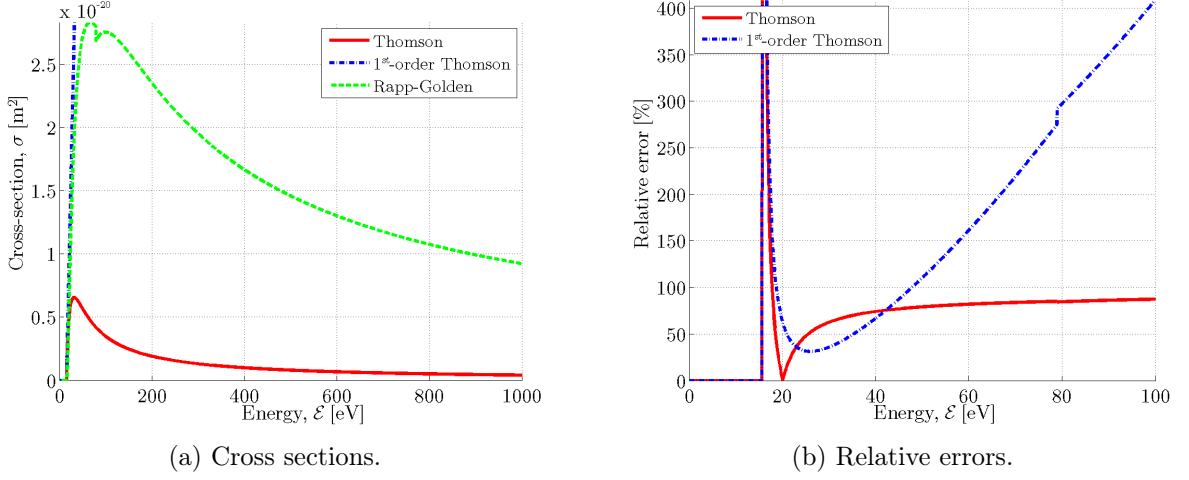 x 10^-20
2.5
2
1.5
1
0.5
0
Cross-section, σ [m²]
0 200 400 600 800 1000
Energy, ℰ [eV]
Thomson
1st-order Thomson
Rapp-Golden
(a) Cross sections.
400
350
300
250
200
150
100
50
0
Relative error [%]
0 20 40 60 80 100
Energy, ℰ [eV]
Thomson
1st-order Thomson
(b) Relative errors.